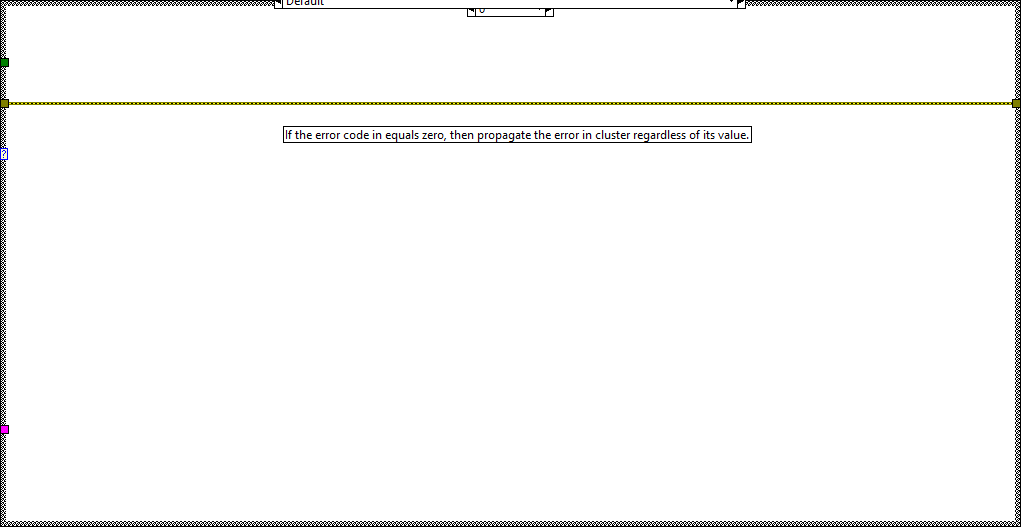 Default
0
If the error code in equals zero, then propagate the error in cluster regardless of its value.
?